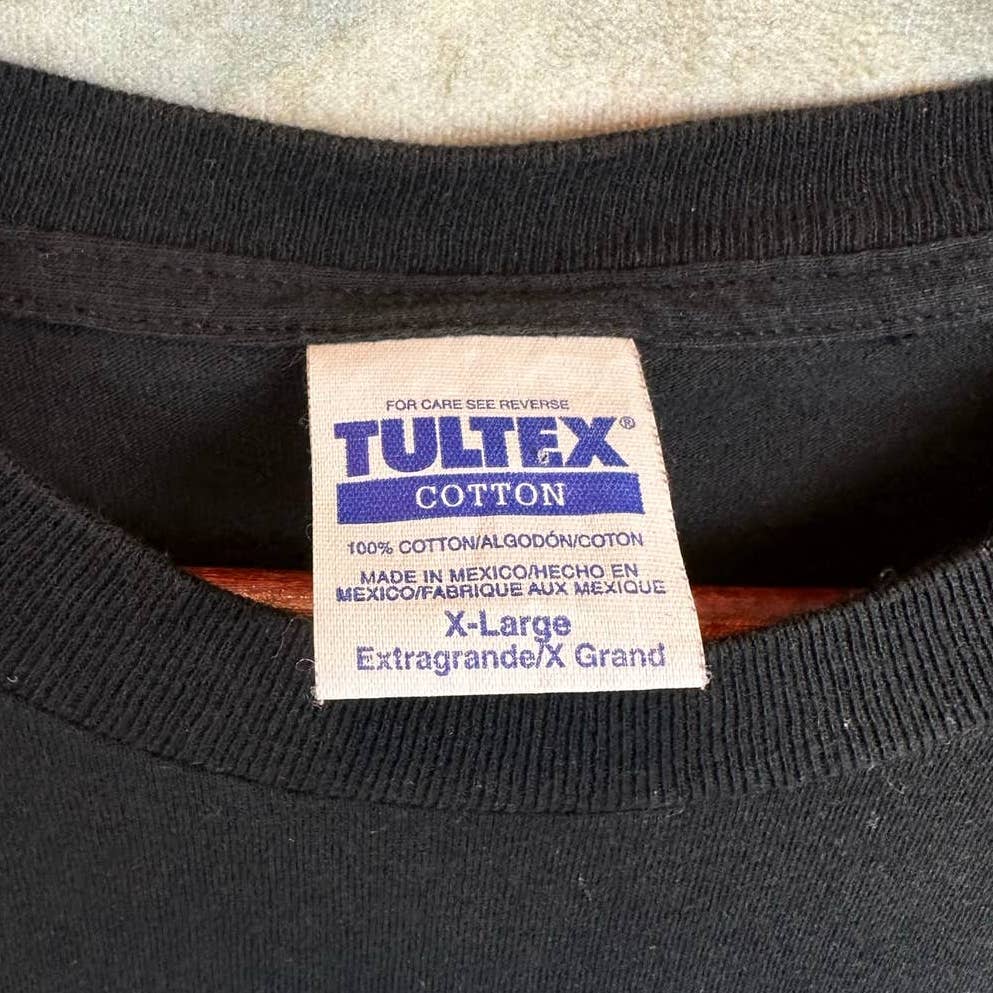 FOR CARE SEE REVERSE
TULTEX®
COTTON
100% COTTON/ALGODÓN/COTON
MADE IN MEXICO/HECHO EN
MEXICO/FABRIQUE AUX MEXIQUE
X-Large
Extragrande/X Grand